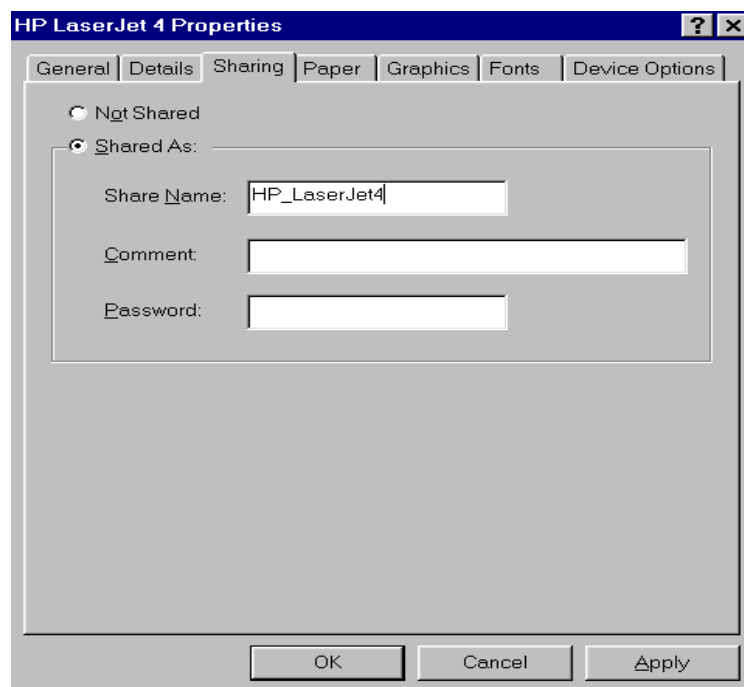 HP LaserJet 4 Properties ? ×
General Details Sharing Paper Graphics Fonts Device Options
Not Shared
Shared As:
Share Name: HP_LaserJet4
Comment:
Password:
OK Cancel Apply